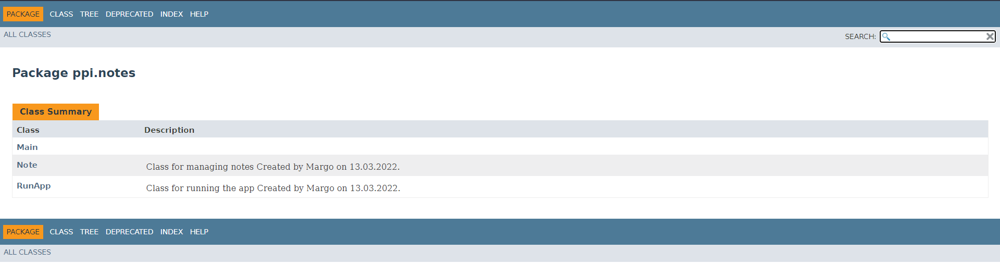 PACKAGE CLASS TREE DEPRECATED INDEX HELP
ALL CLASSES
SEARCH:
Package ppi.notes
Class Summary
Class Description
Main
Note Class for managing notes Created by Margo on 13.03.2022.
RunApp Class for running the app Created by Margo on 13.03.2022.
PACKAGE CLASS TREE DEPRECATED INDEX HELP
ALL CLASSES